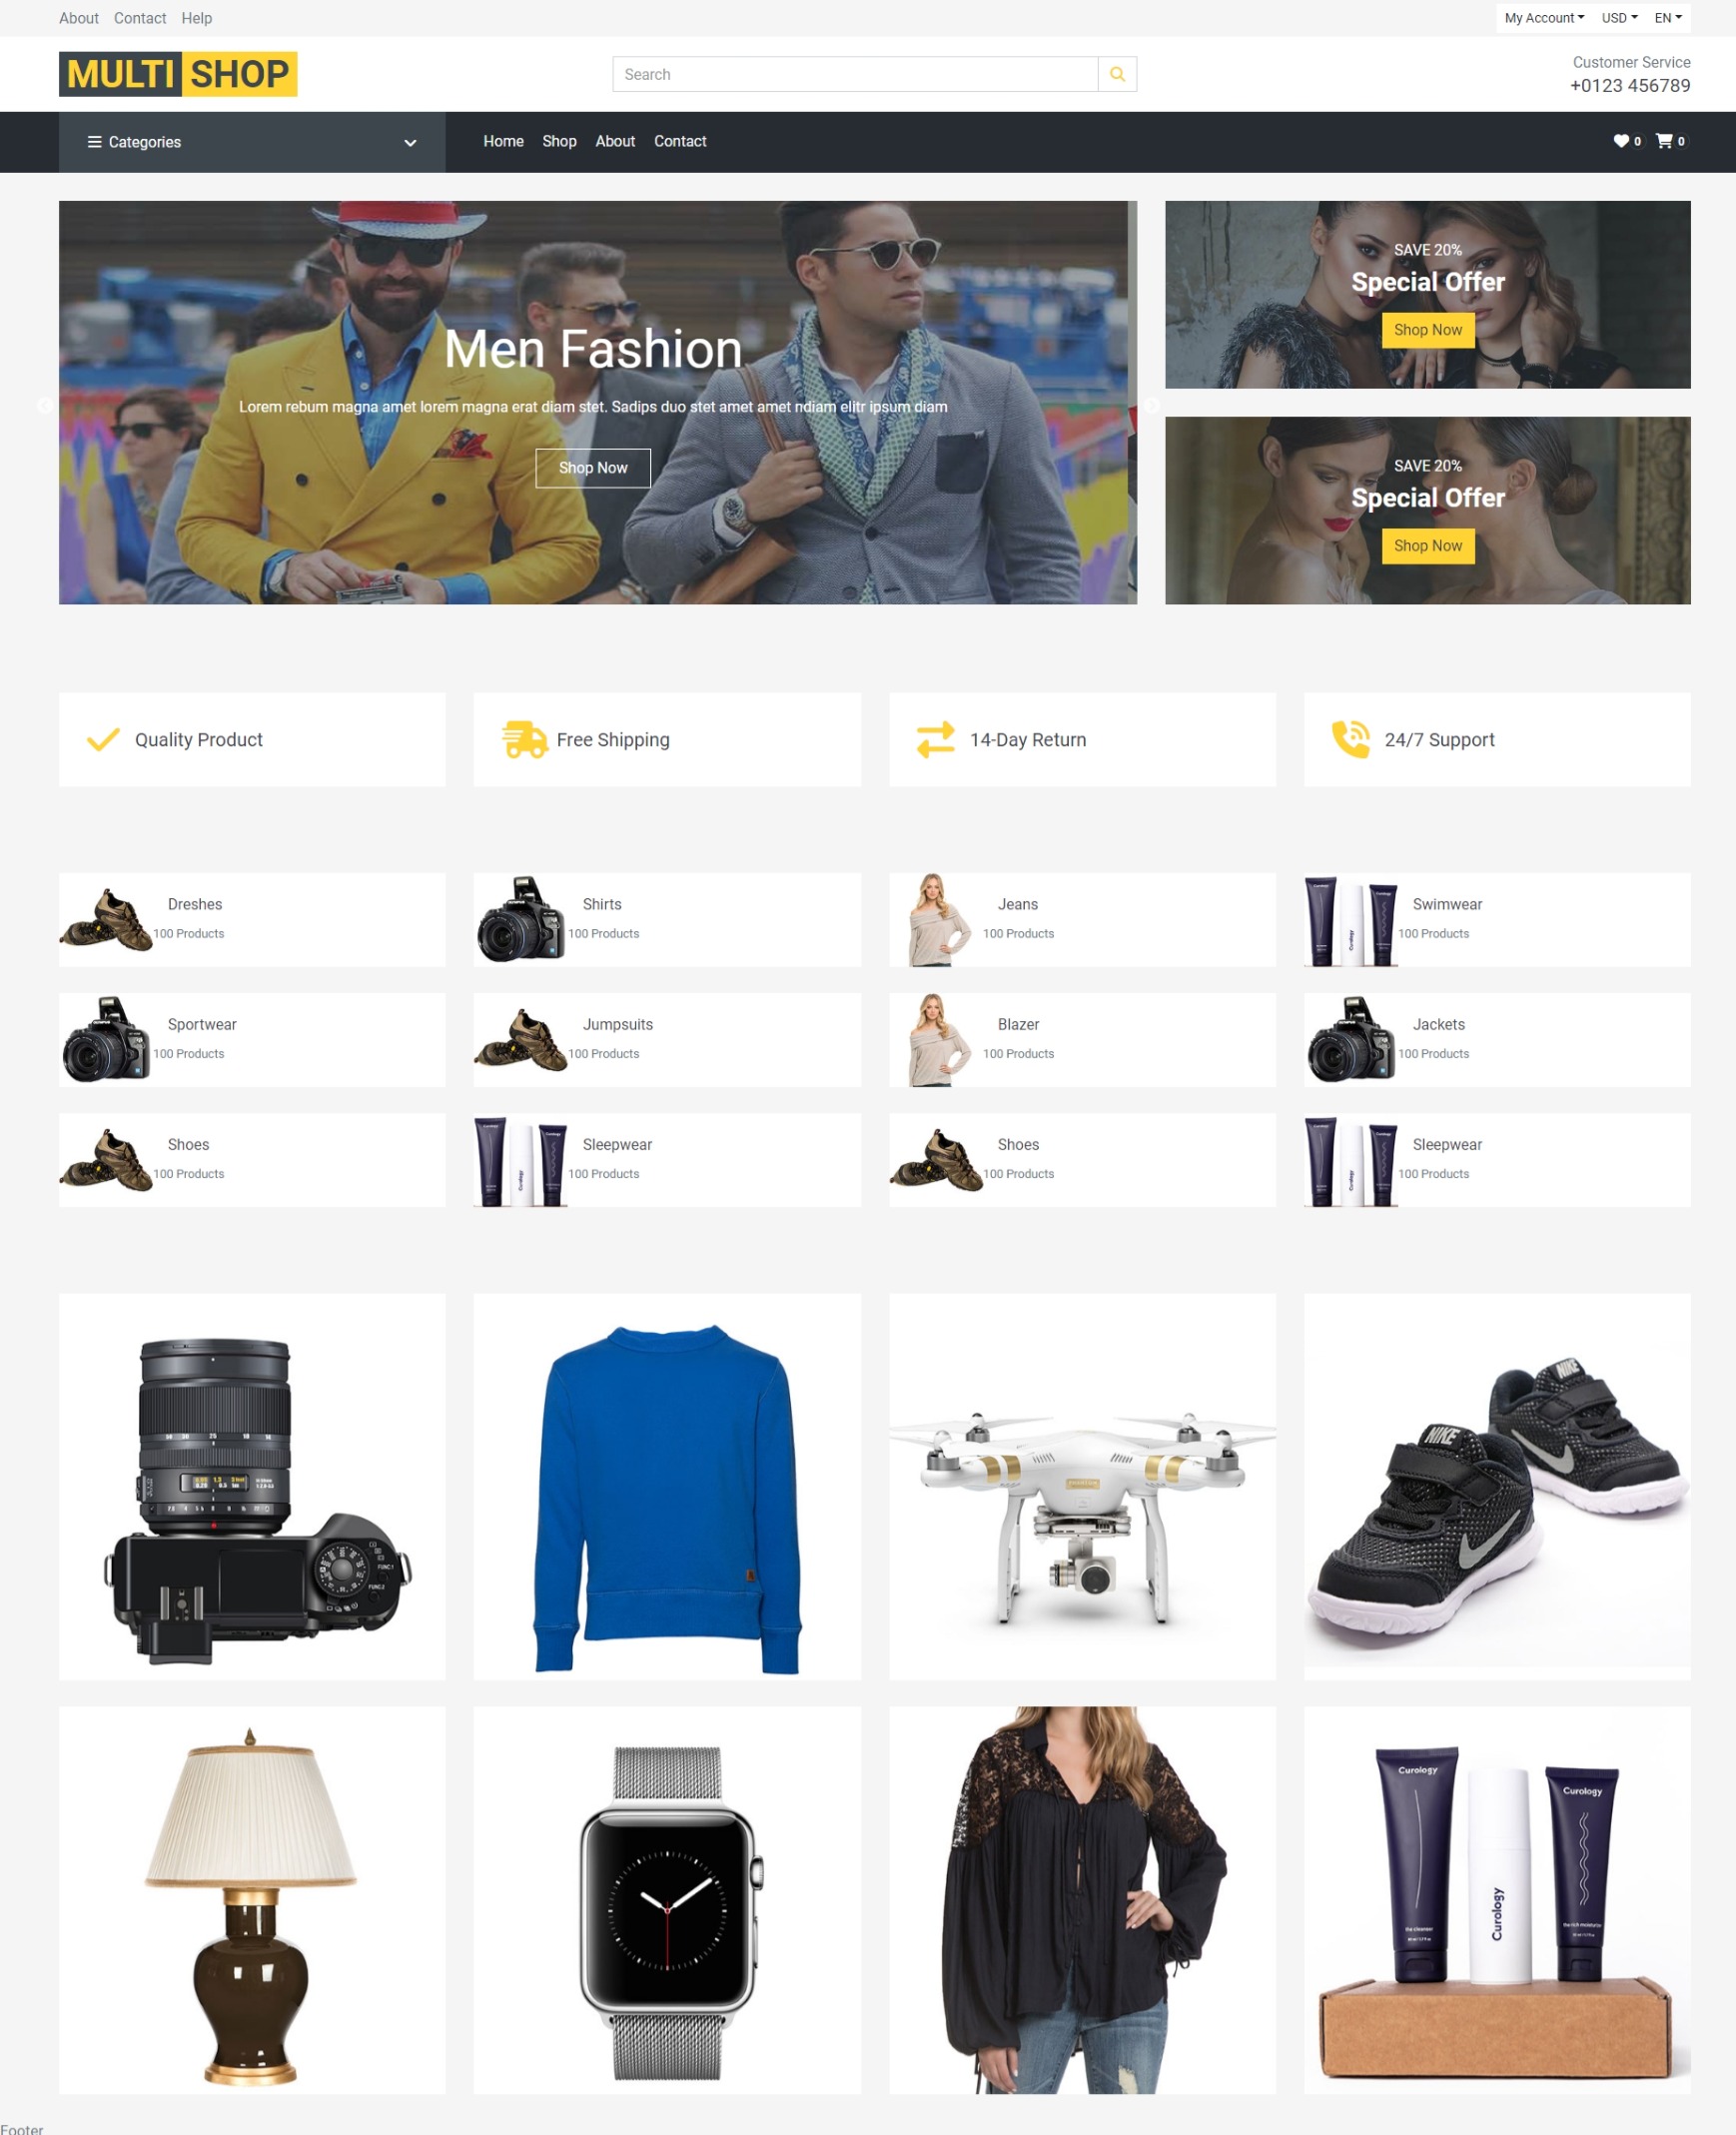 About Contact Help
My Account USD EN
MULTI SHOP
Search
Customer Service
+0123 456789
Categories
Home Shop About Contact
0 0
Men Fashion
Lorem rebum magna amet lorem magna erat diam stet. Sadips duo stet amet amet ndiam elitr ipsum diam
Shop Now
SAVE 20%
Special Offer
Shop Now
SAVE 20%
Special Offer
Shop Now
Quality Product
Free Shipping
14-Day Return
24/7 Support
Dreshes
100 Products
Shirts
100 Products
Jeans
100 Products
Swimwear
100 Products
Sportwear
100 Products
Jumpsuits
100 Products
Blazer
100 Products
Jackets
100 Products
Shoes
100 Products
Sleepwear
100 Products
Shoes
100 Products
Sleepwear
100 Products
NIKE
NIKE
Curology
Curology
Curology
Footer